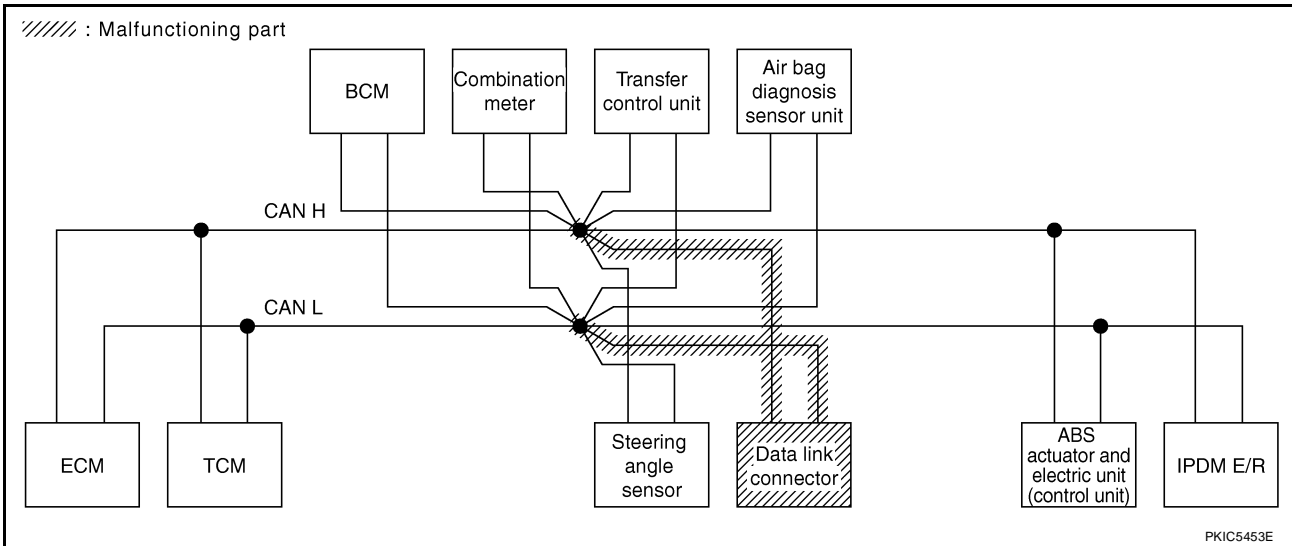 : Malfunctioning part
BCM
Combination
meter
Transfer
control unit
Air bag
diagnosis
sensor unit
CAN H
CAN L
ECM
TCM
Steering
angle
sensor
Data link
connector
ABS
actuator and
electric unit
(control unit)
IPDM E/R
PKIC5453E